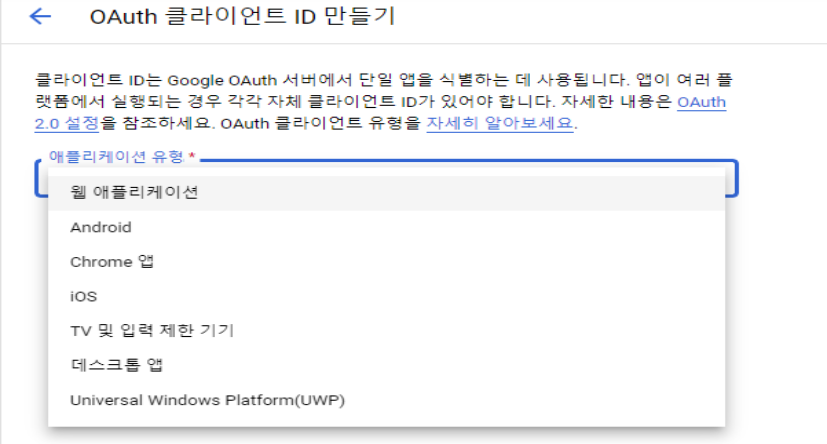 OAuth 클라이언트 ID 만들기
클라이언트 ID는 Google OAuth 서버에서 단일 앱을 식별하는 데 사용됩니다. 앱이 여러 플
랫폼에서 실행되는 경우 각각 자체 클라이언트 ID가 있어야 합니다. 자세한 내용은 OAuth
2.0 설정을 참조하세요. OAuth 클라이언트 유형을 자세히 알아보세요.
애플리케이션 유형 *
웹 애플리케이션
Android
Chrome 앱
iOS
TV 및 입력 제한 기기
데스크톱 앱
Universal Windows Platform(UWP)